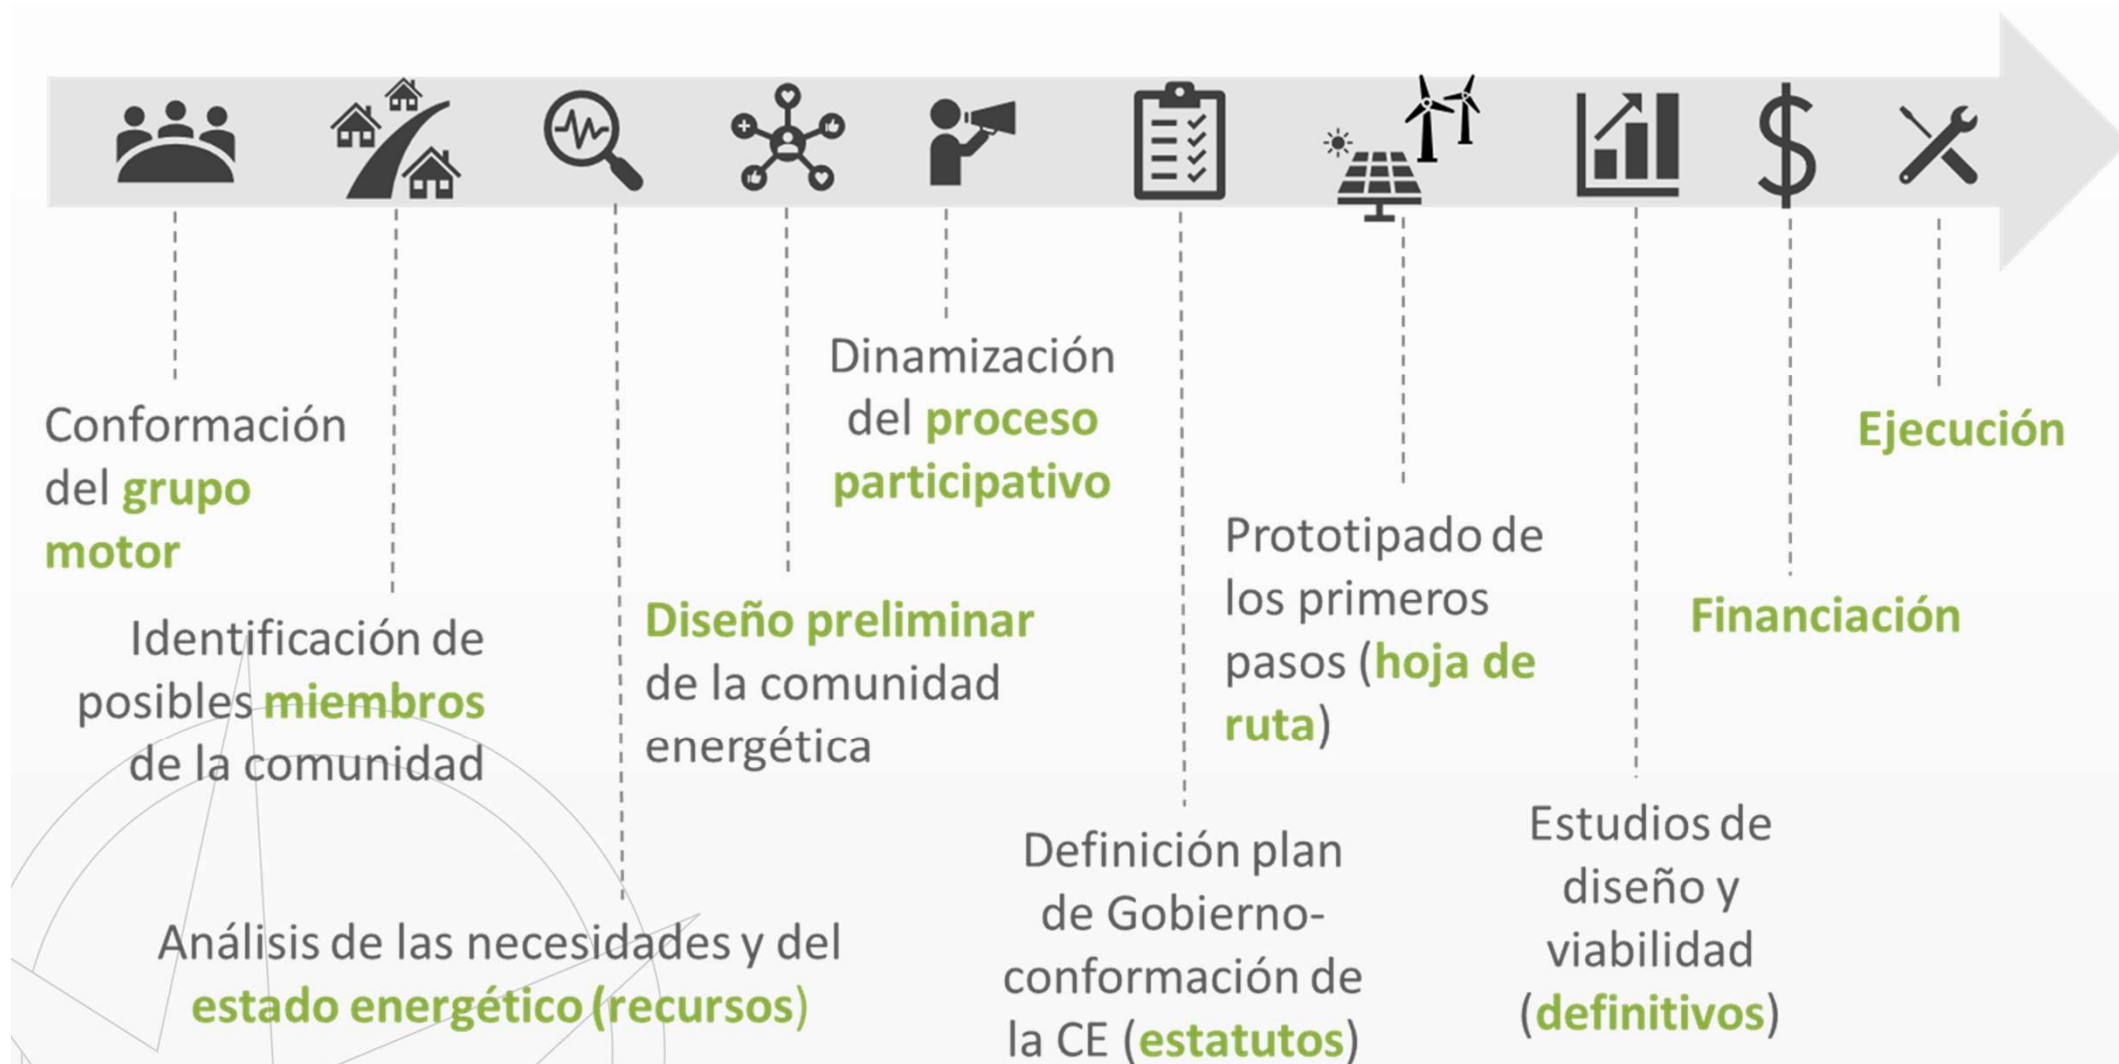 Conformación
del grupo
motor
Identificación de
posibles miembros
de la comunidad
Análisis de las necesidades y del
estado energético (recursos)
Diseño preliminar
de la comunidad
energética
Dinamización
del proceso
participativo
Definición plan
de Gobierno-
conformación de
la CE (estatutos)
Prototipado de
los primeros
pasos (hoja de
ruta)
Estudios de
diseño y
viabilidad
(definitivos)
Financiación
Ejecución